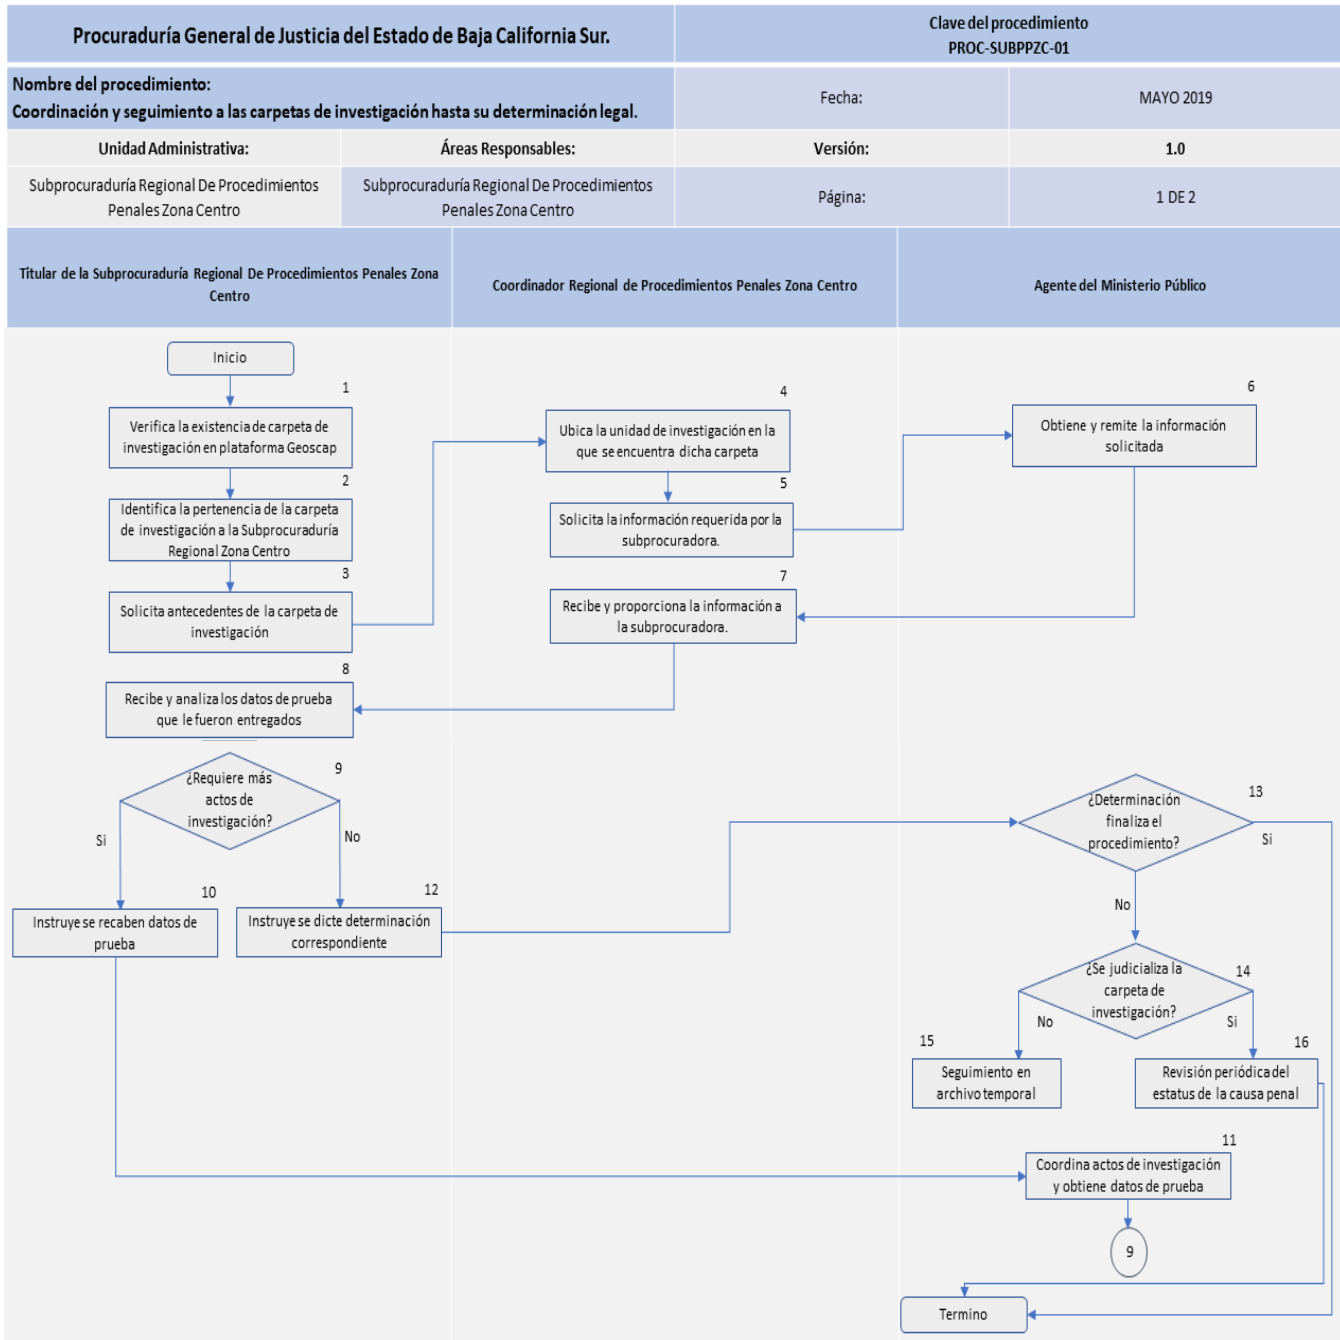 Procuraduría General de Justicia del Estado de Baja California Sur.
Clave del procedimiento
PROC-SUBPPZC-01
Nombre del procedimiento:
Coordinación y seguimiento a las carpetas de investigación hasta su determinación legal.
Fecha:
MAYO 2019
Unidad Administrativa:
Áreas Responsables:
Versión:
1.0
Subprocuraduría Regional De Procedimientos
Penales Zona Centro
Subprocuraduría Regional De Procedimientos
Penales Zona Centro
Página:
1 DE 2
Titular de la Subprocuraduría Regional De Procedimientos Penales Zona
Centro
Coordinador Regional de Procedimientos Penales Zona Centro
Agente del Ministerio Público
Inicio
1
Verifica la existencia de carpeta de
investigación en plataforma Geoscap
2
Identifica la pertenencia de la carpeta
de investigación a la Subprocuraduría
Regional Zona Centro
3
Solicita antecedentes de la carpeta de
investigación
4
Ubica la unidad de investigación en la
que se encuentra dicha carpeta
5
Solicita la información requerida por la
subprocuradora.
6
Obtiene y remite la información
solicitada
7
Recibe y proporciona la información a
la subprocuradora.
8
Recibe y analiza los datos de prueba
que le fueron entregados
9
¿Requiere más
actos de
investigación?
Si
No
10
Instruye se recaben datos de
prueba
12
Instruye se dicte determinación
correspondiente
13
¿Determinación
finaliza el
procedimiento?
Si
No
14
¿Se judicializa la
carpeta de
investigación?
No
Si
15
Seguimiento en
archivo temporal
16
Revisión periódica del
estatus de la causa penal
11
Coordina actos de investigación
y obtiene datos de prueba
9
Termino